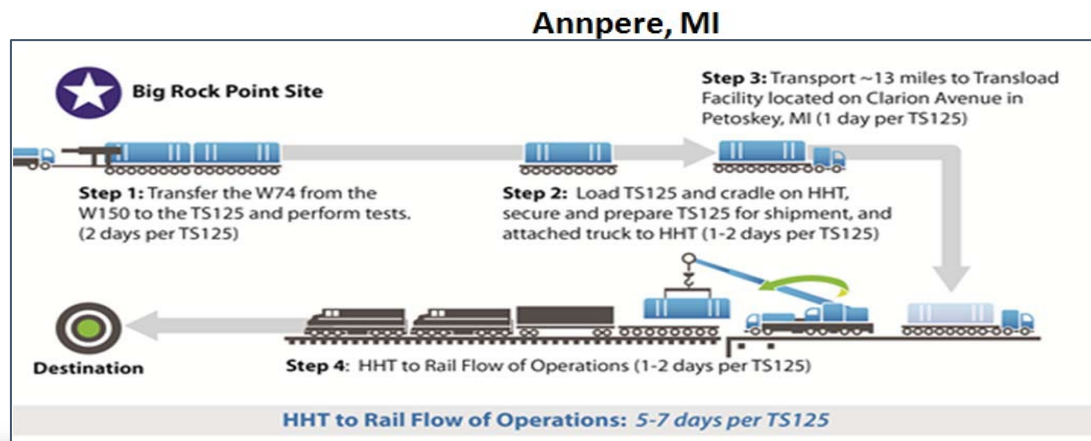 Annpere, MI
Big Rock Point Site
Step 3: Transport ~13 miles to Transload
Facility located on Clarion Avenue in
Petoskey, MI (1 day per TS125)
Step 1: Transfer the W74 from the
W150 to the TS125 and perform tests.
(2 days per TS125)
Step 2: Load TS125 and cradle on HHT,
secure and prepare TS125 for shipment, and
attached truck to HHT (1-2 days per TS125)
Destination
Step 4: HHT to Rail Flow of Operations (1-2 days per TS125)
HHT to Rail Flow of Operations: 5-7 days per TS125